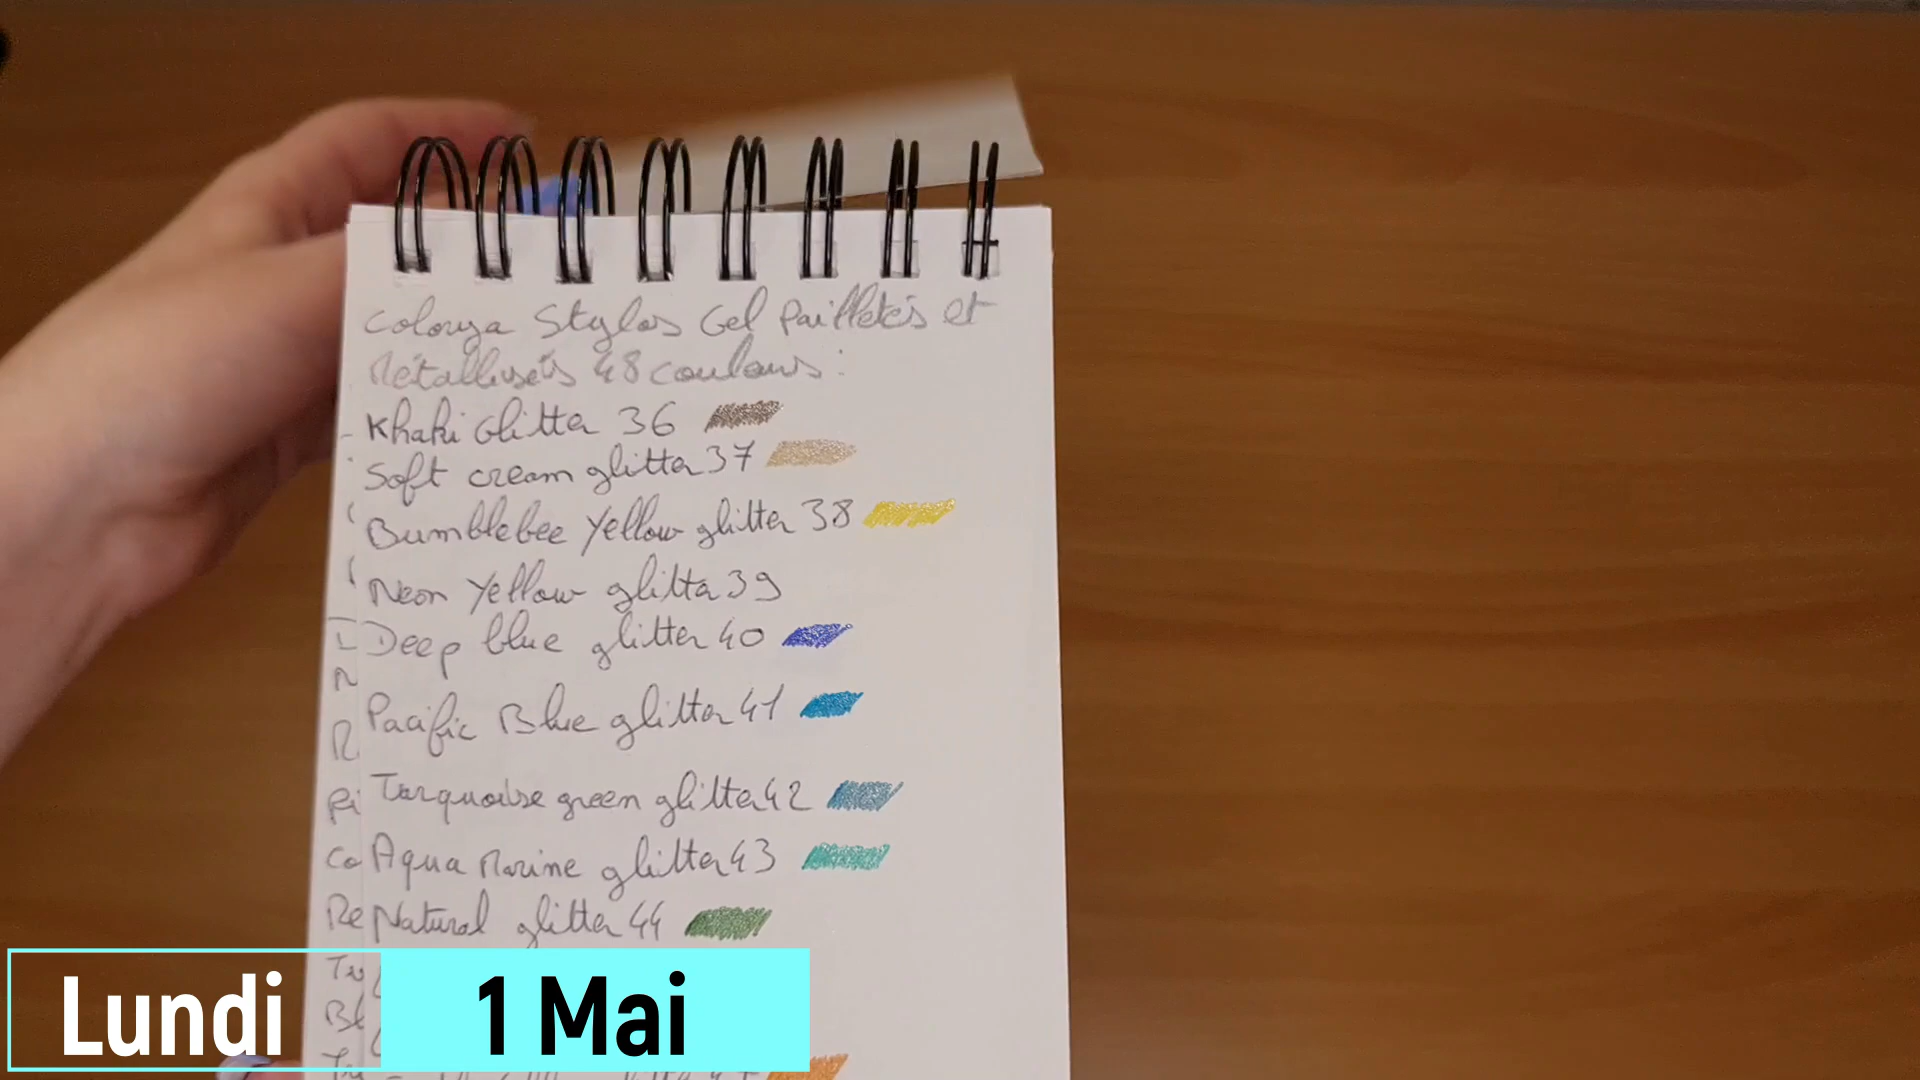 Colorya Stylos Gel Pailletés et
Métallisés 48 couleurs :
Khaki Glitter 36
Soft cream glitter 37
Bumblebee Yellow glitter 38
Neon Yellow glitter 39
Deep blue glitter 40
Pacific Blue glitter 41
Turquoise green glitter 42
Aqua Marine glitter 43
Natural glitter 44
Lundi 1 Mai